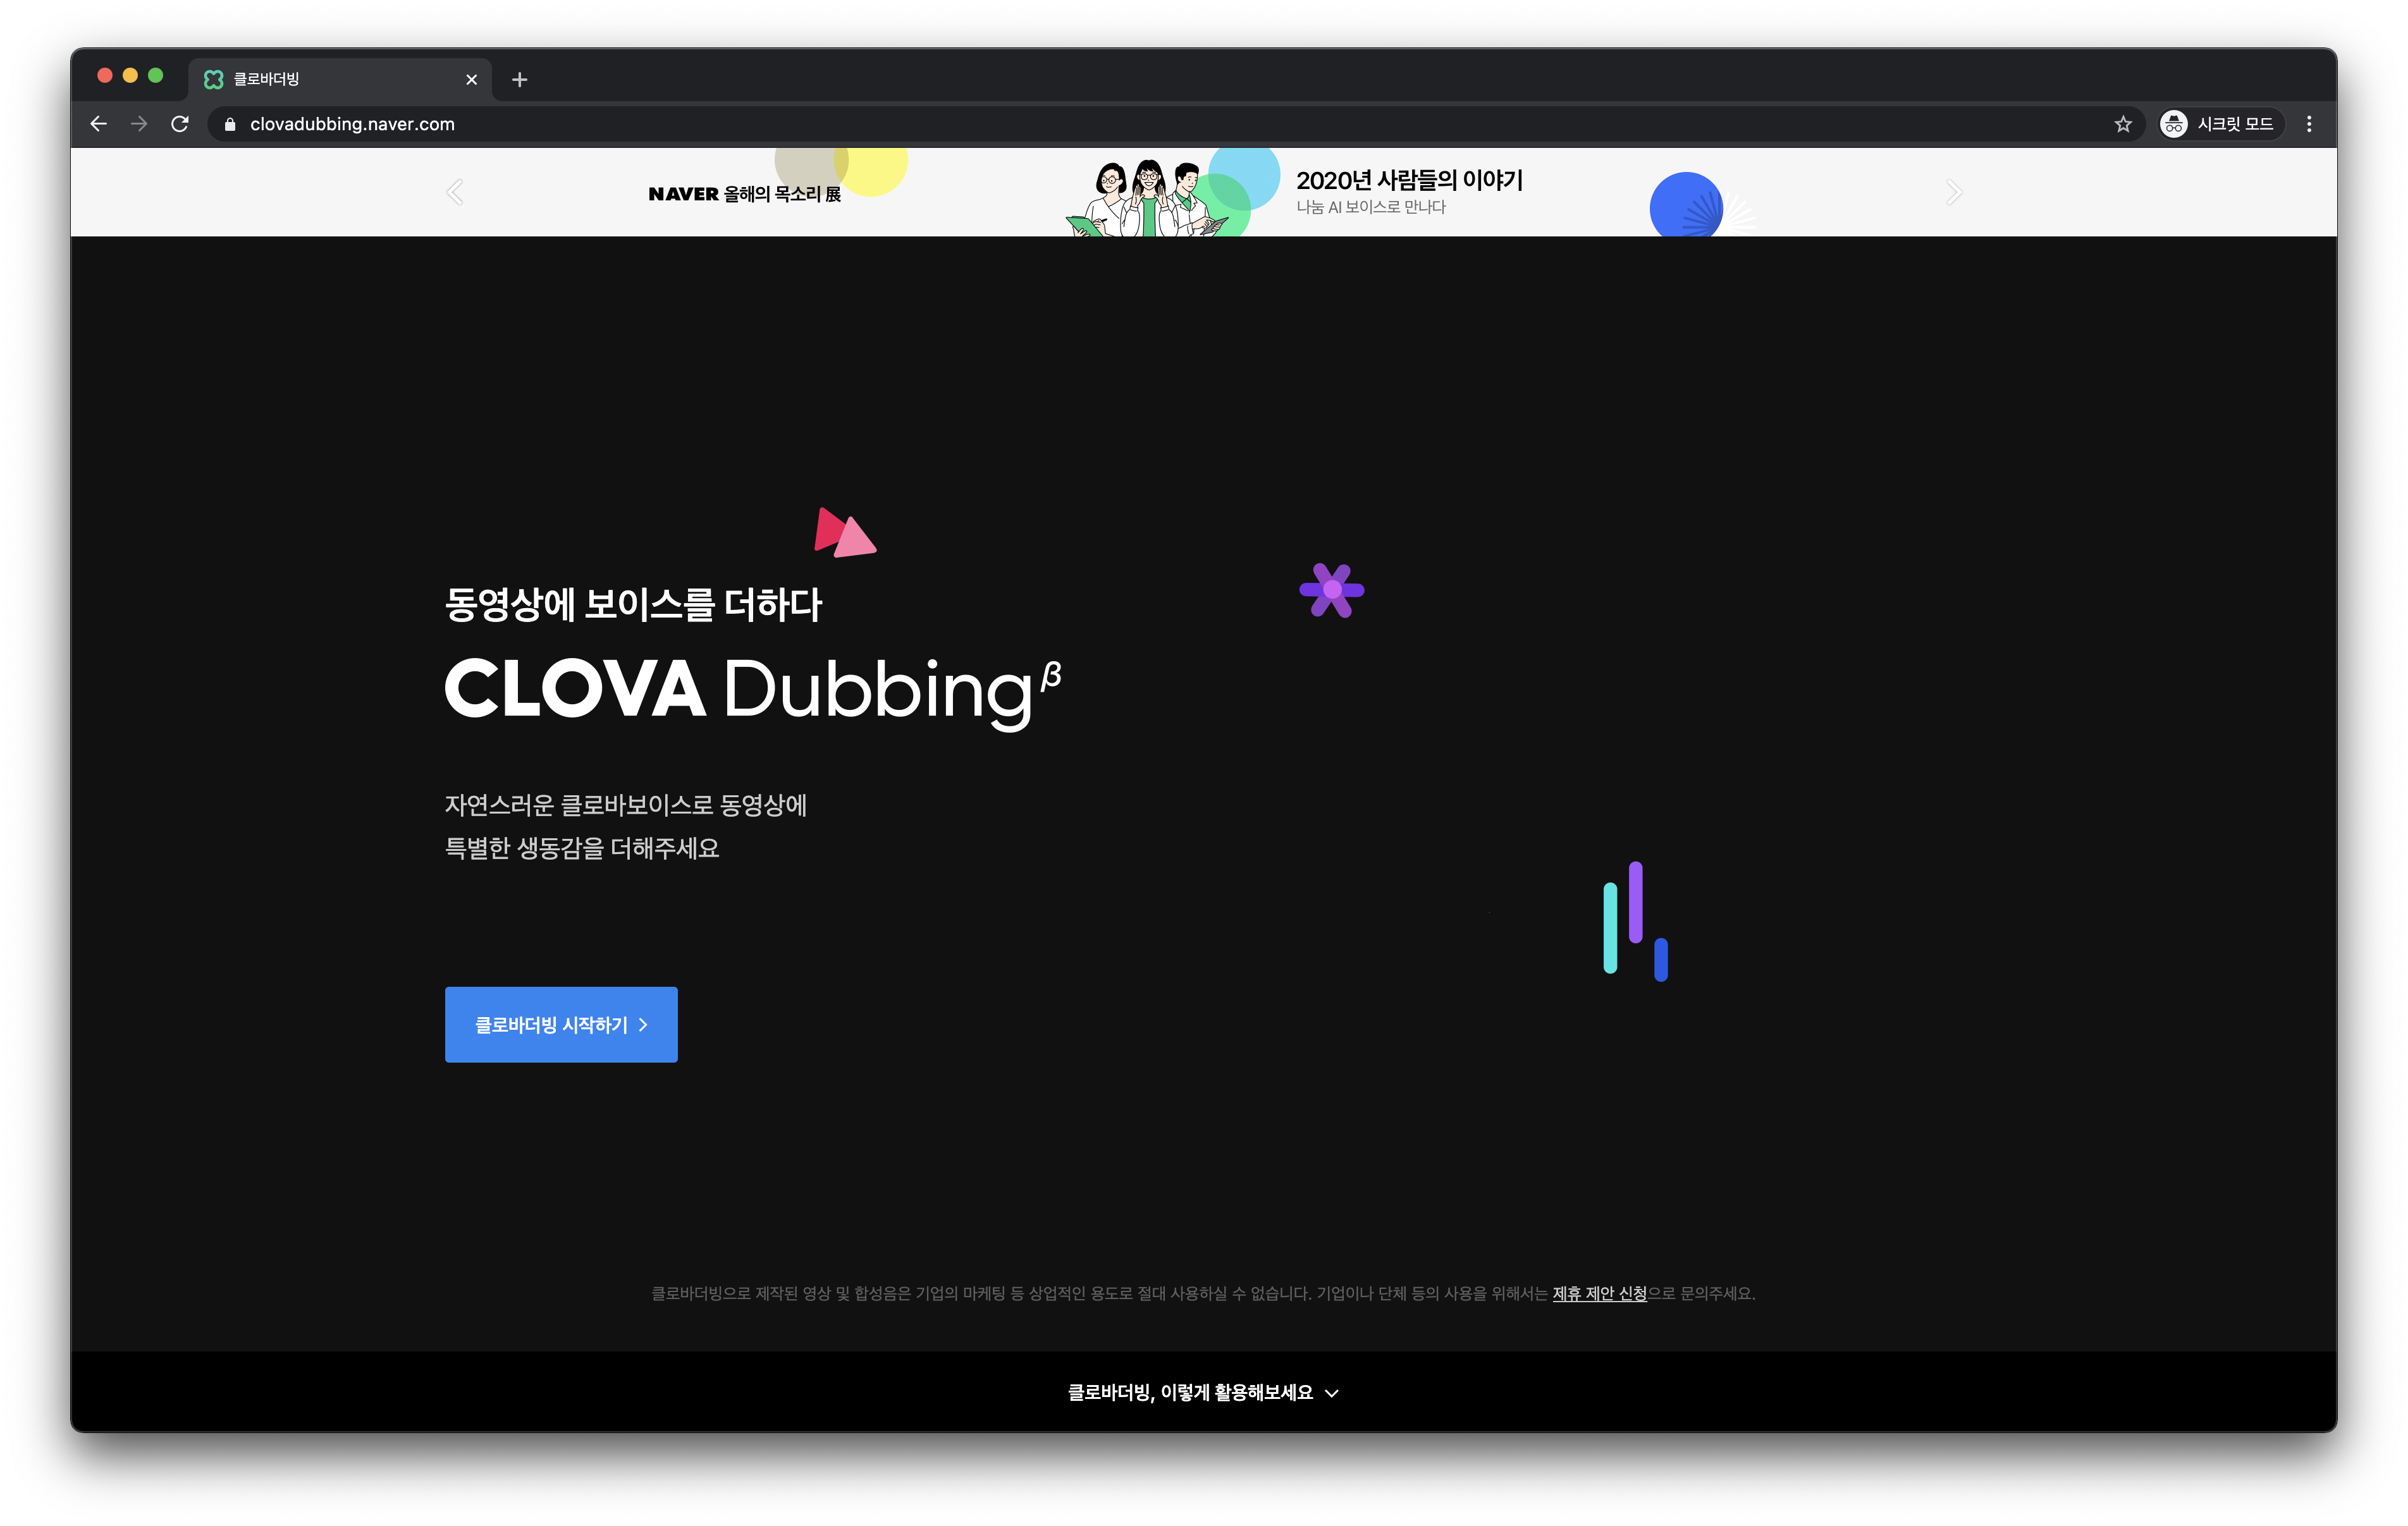 클로바더빙
clovadubbing.naver.com
시크릿 모드
NAVER 올해의 목소리 展
2020년 사람들의 이야기
나눔 AI 보이스로 만나다
동영상에 보이스를 더하다
CLOVA Dubbing β
자연스러운 클로바보이스로 동영상에
특별한 생동감을 더해주세요
클로바더빙 시작하기
클로바더빙으로 제작된 영상 및 합성음은 기업의 마케팅 등 상업적인 용도로 절대 사용하실 수 없습니다. 기업이나 단체 등의 사용을 위해서는 제휴 제안 신청으로 문의주세요.
클로바더빙, 이렇게 활용해보세요